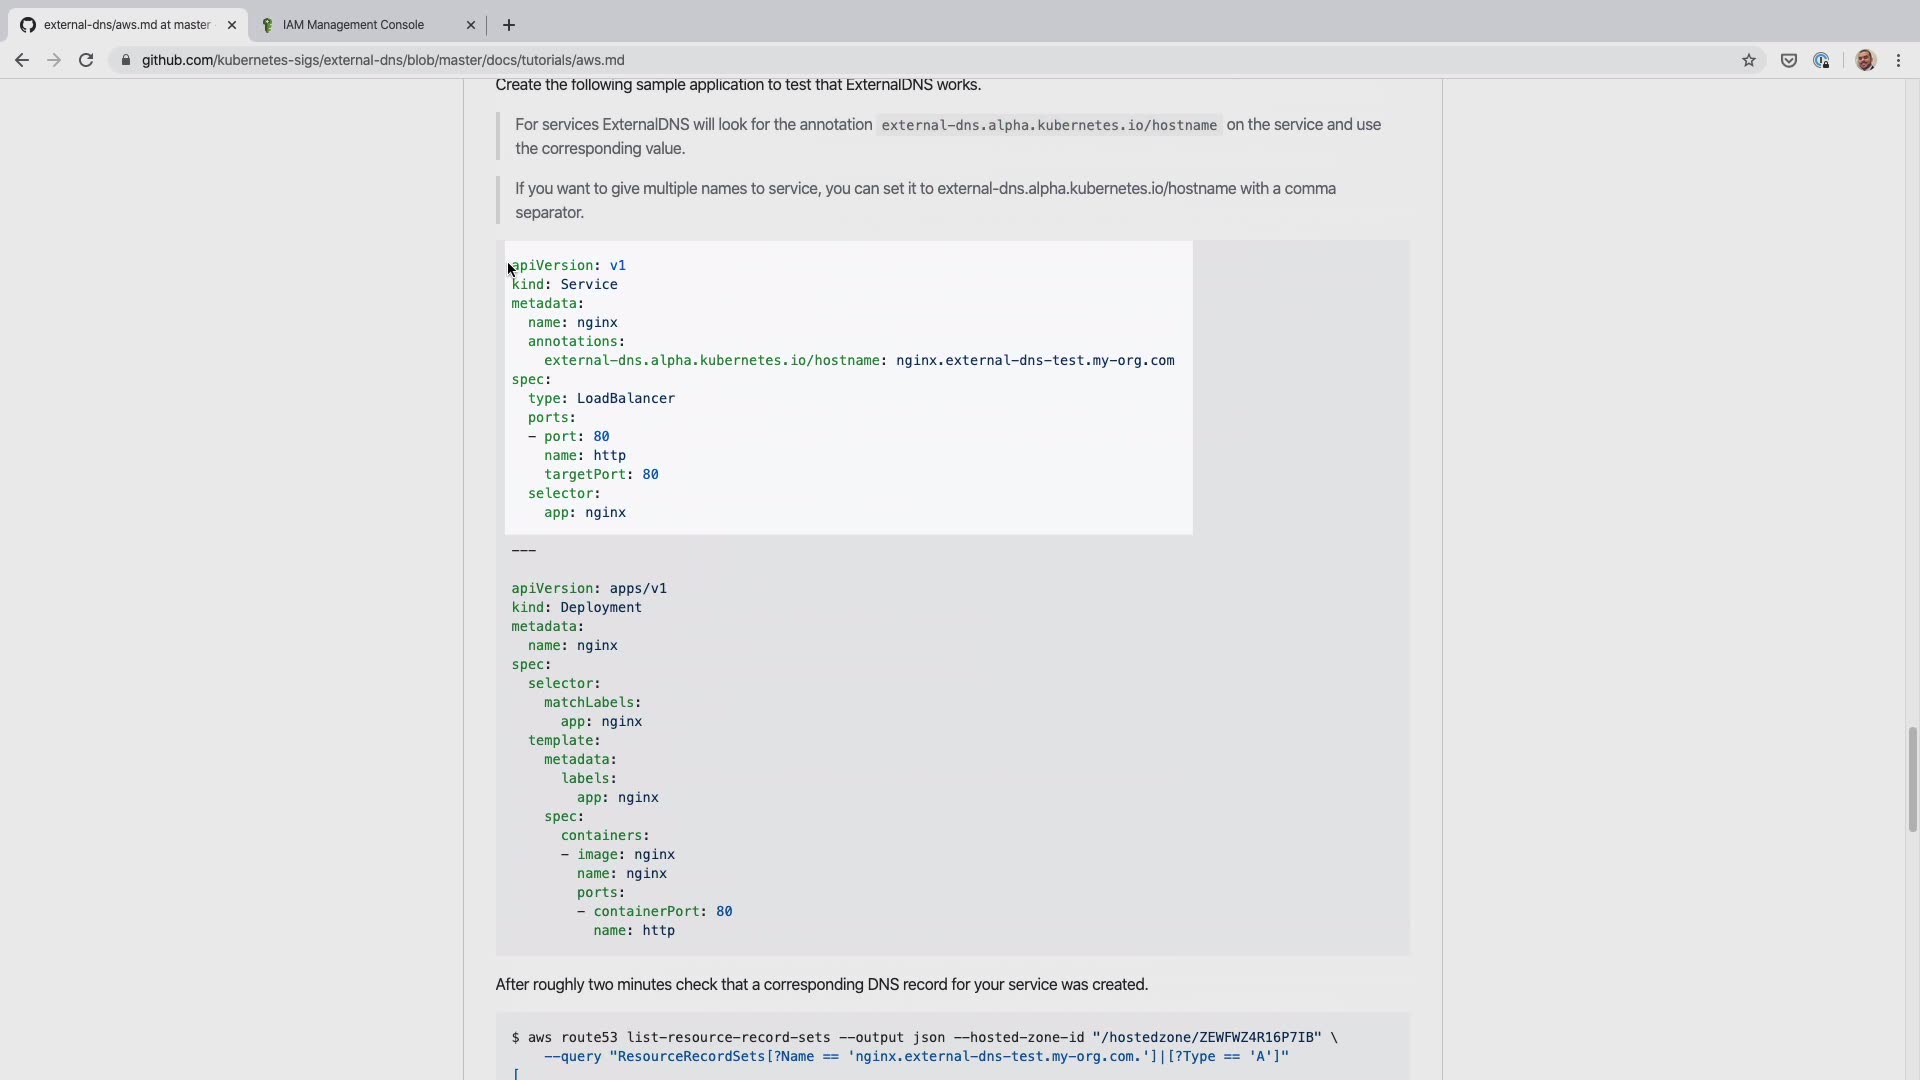 external-dns/aws.md at master
IAM Management Console
github.com/kubernetes-sigs/external-dns/blob/master/docs/tutorials/aws.md
Create the following sample application to test that ExternalDNS works.
For services ExternalDNS will look for the annotation external-dns.alpha.kubernetes.io/hostname on the service and use
the corresponding value.
If you want to give multiple names to service, you can set it to external-dns.alpha.kubernetes.io/hostname with a comma
separator.
apiVersion: v1
kind: Service
metadata:
  name: nginx
  annotations:
    external-dns.alpha.kubernetes.io/hostname: nginx.external-dns-test.my-org.com
spec:
  type: LoadBalancer
  ports:
  - port: 80
    name: http
    targetPort: 80
  selector:
    app: nginx
---
apiVersion: apps/v1
kind: Deployment
metadata:
  name: nginx
spec:
  selector:
    matchLabels:
      app: nginx
  template:
    metadata:
      labels:
        app: nginx
    spec:
      containers:
      - image: nginx
        name: nginx
        ports:
        - containerPort: 80
          name: http
After roughly two minutes check that a corresponding DNS record for your service was created.
$ aws route53 list-resource-record-sets --output json --hosted-zone-id "/hostedzone/ZEWFWZ4R16P7IB" \
    --query "ResourceRecordSets[?Name == 'nginx.external-dns-test.my-org.com.']|[?Type == 'A']"
[